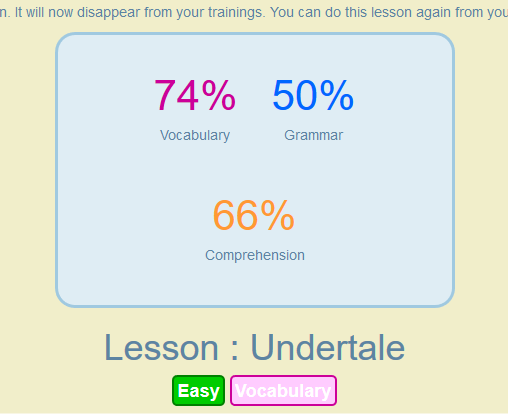 n. It will now disappear from your trainings. You can do this lesson again from you
74% 50%
Vocabulary Grammar
66%
Comprehension
Lesson : Undertale
Easy Vocabulary